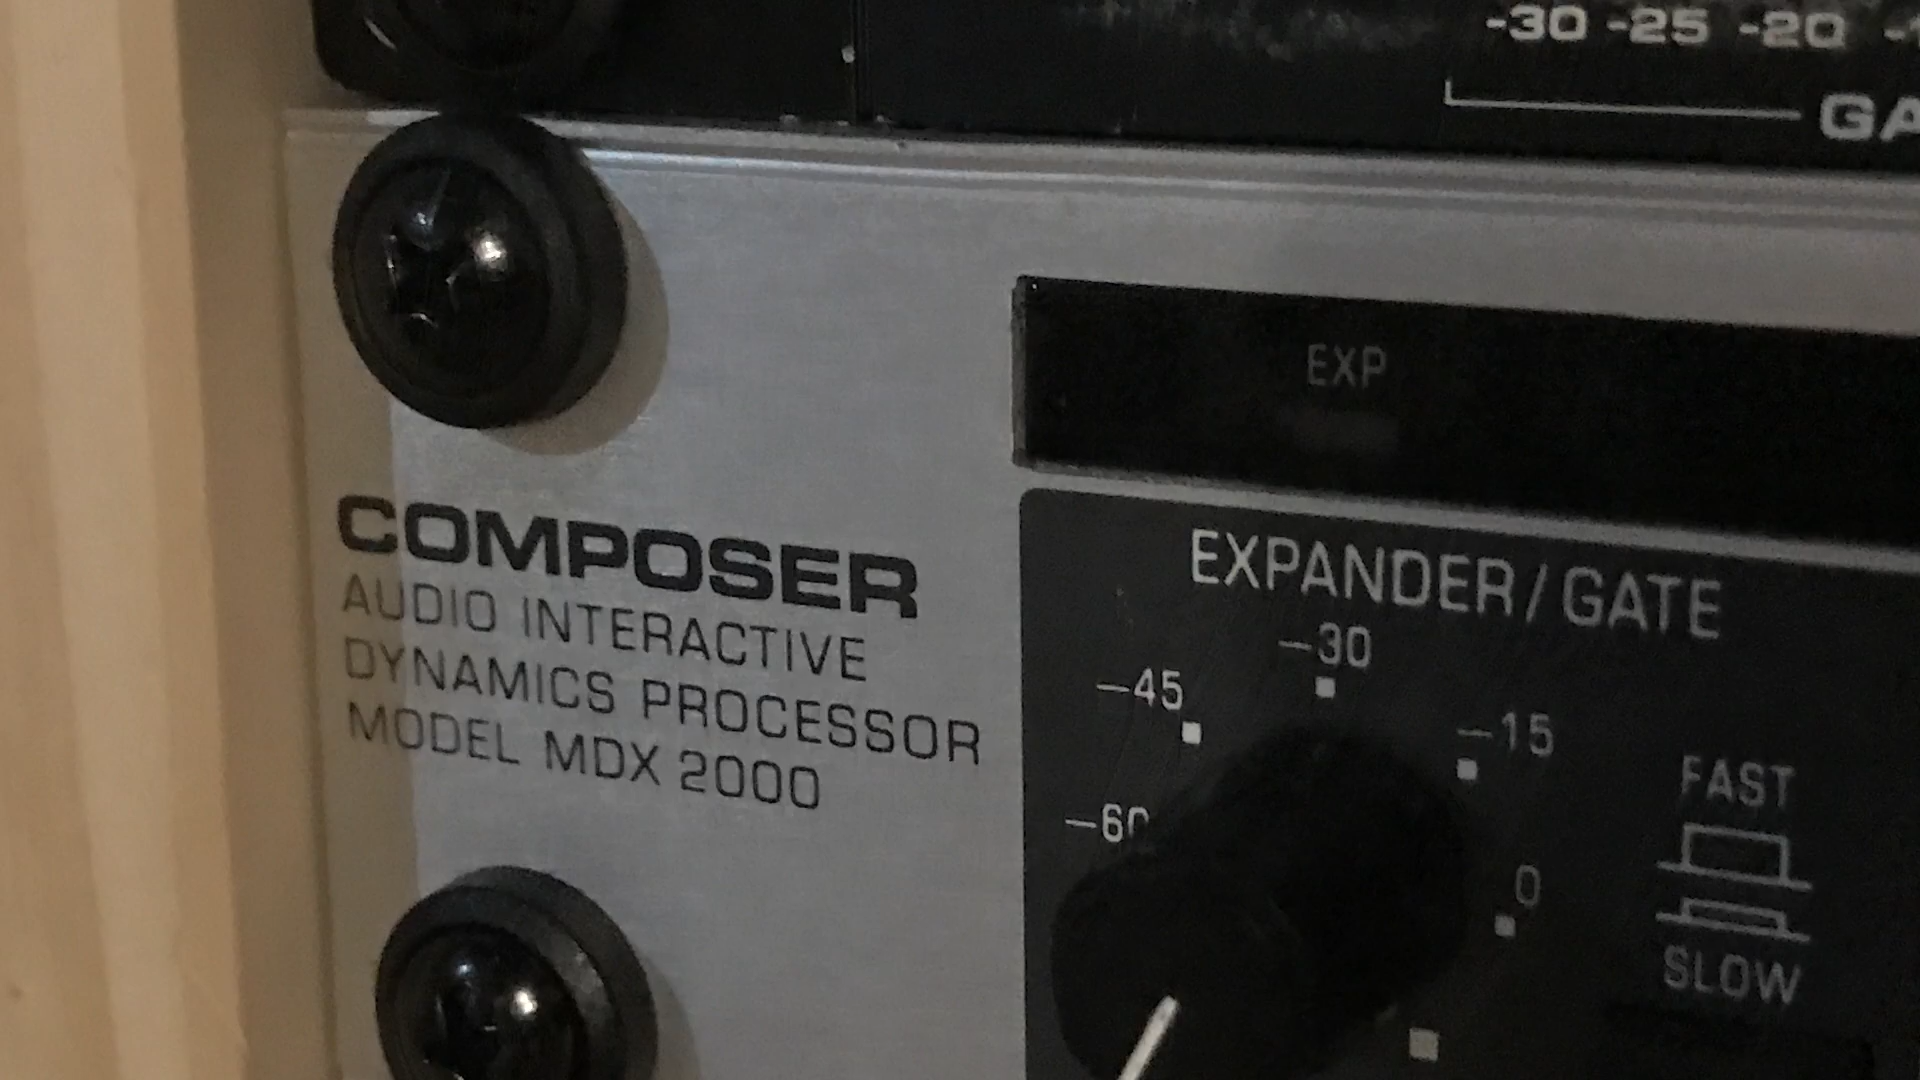 -30 -25 -20
EXP
COMPOSER
AUDIO INTERACTIVE
DYNAMICS PROCESSOR
MODEL MDX 2000
EXPANDER/GATE
-30
-45
-15
-60
0
FAST
SLOW